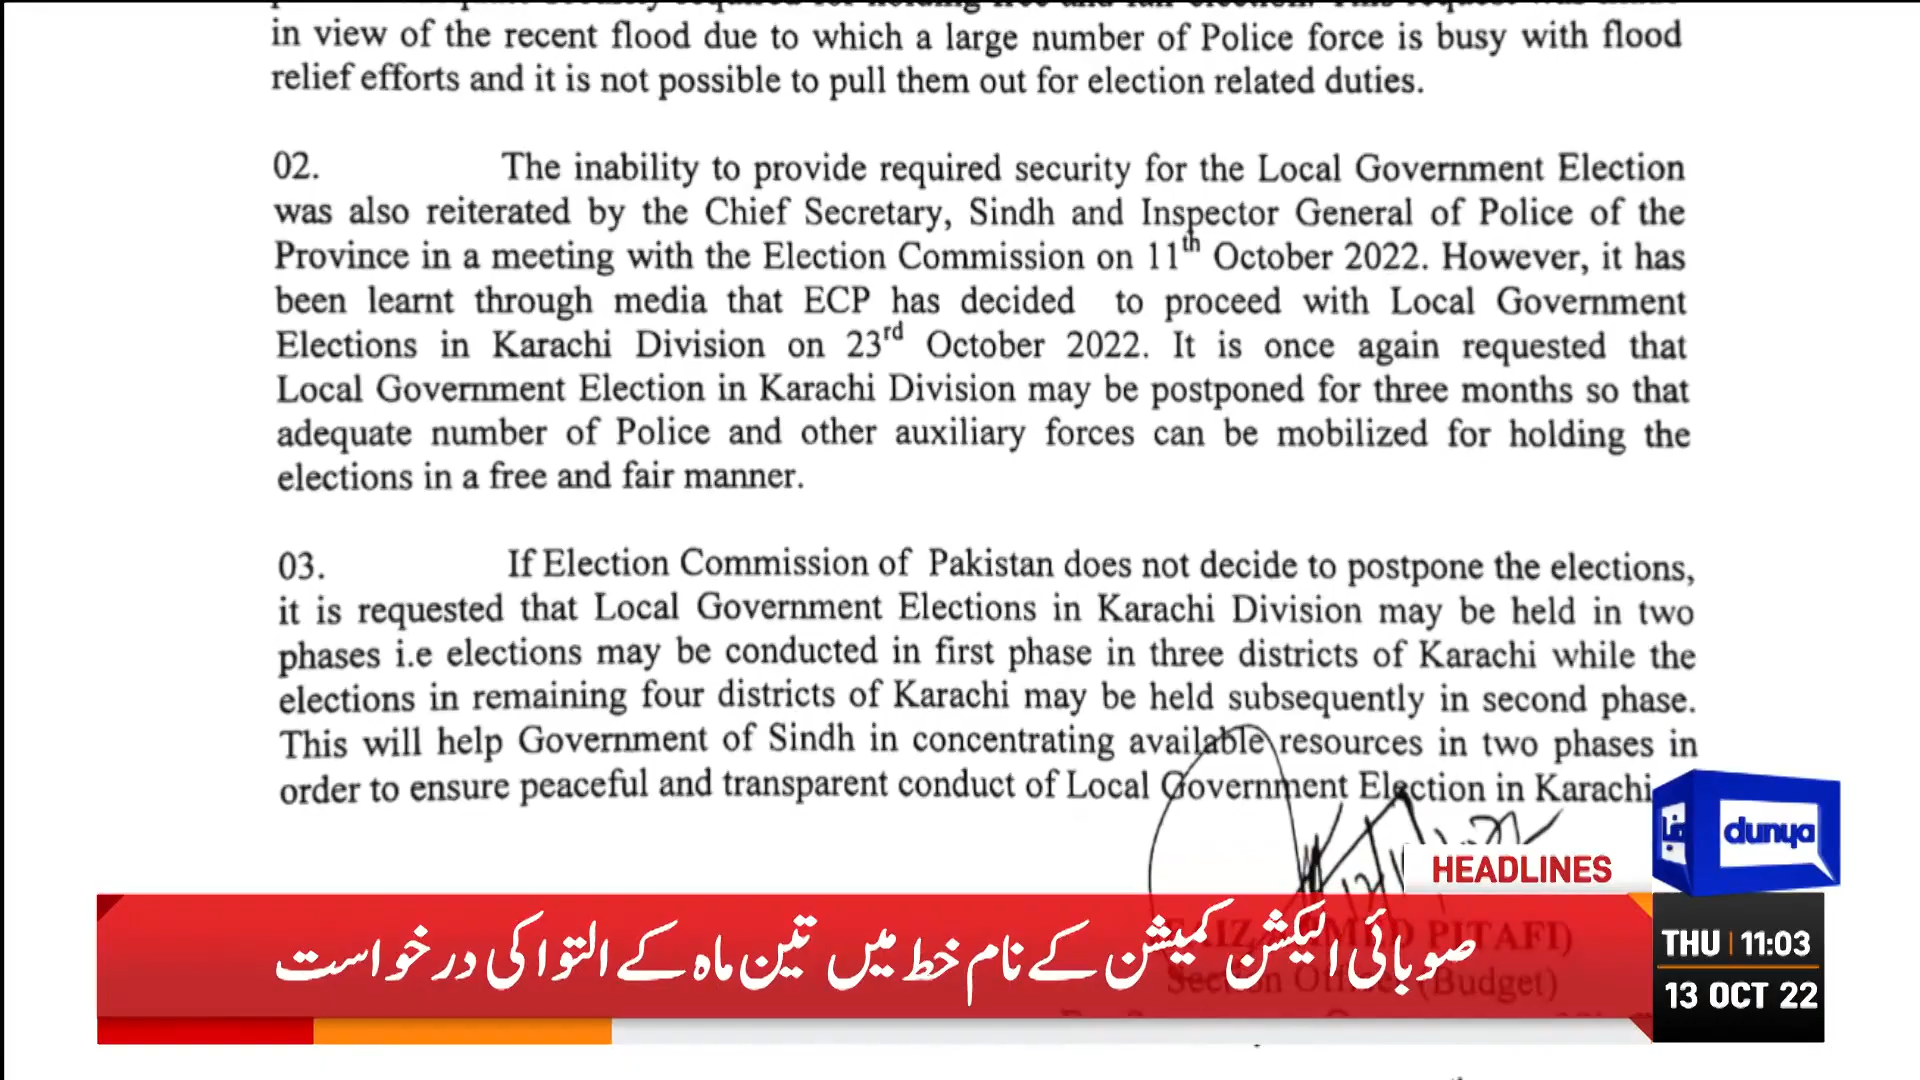 in view of the recent flood due to which a large number of Police force is busy with flood
relief efforts and it is not possible to pull them out for election related duties.
02. The inability to provide required security for the Local Government Election
was also reiterated by the Chief Secretary, Sindh and Inspector General of Police of the
Province in a meeting with the Election Commission on 11th October 2022. However, it has
been learnt through media that ECP has decided to proceed with Local Government
Elections in Karachi Division on 23rd October 2022. It is once again requested that
Local Government Election in Karachi Division may be postponed for three months so that
adequate number of Police and other auxiliary forces can be mobilized for holding the
elections in a free and fair manner.
03. If Election Commission of Pakistan does not decide to postpone the elections,
it is requested that Local Government Elections in Karachi Division may be held in two
phases i.e elections may be conducted in first phase in three districts of Karachi while the
elections in remaining four districts of Karachi may be held subsequently in second phase.
This will help Government of Sindh in concentrating available resources in two phases in
order to ensure peaceful and transparent conduct of Local Government Election in Karachi.
dunya
دنیا
HEADLINES
صوبائی الیکشن کمیشن کے نام خط میں تین ماہ کے التوا کی درخواست
PITAFI)
(Budget)
THU 11:03
13 OCT 22